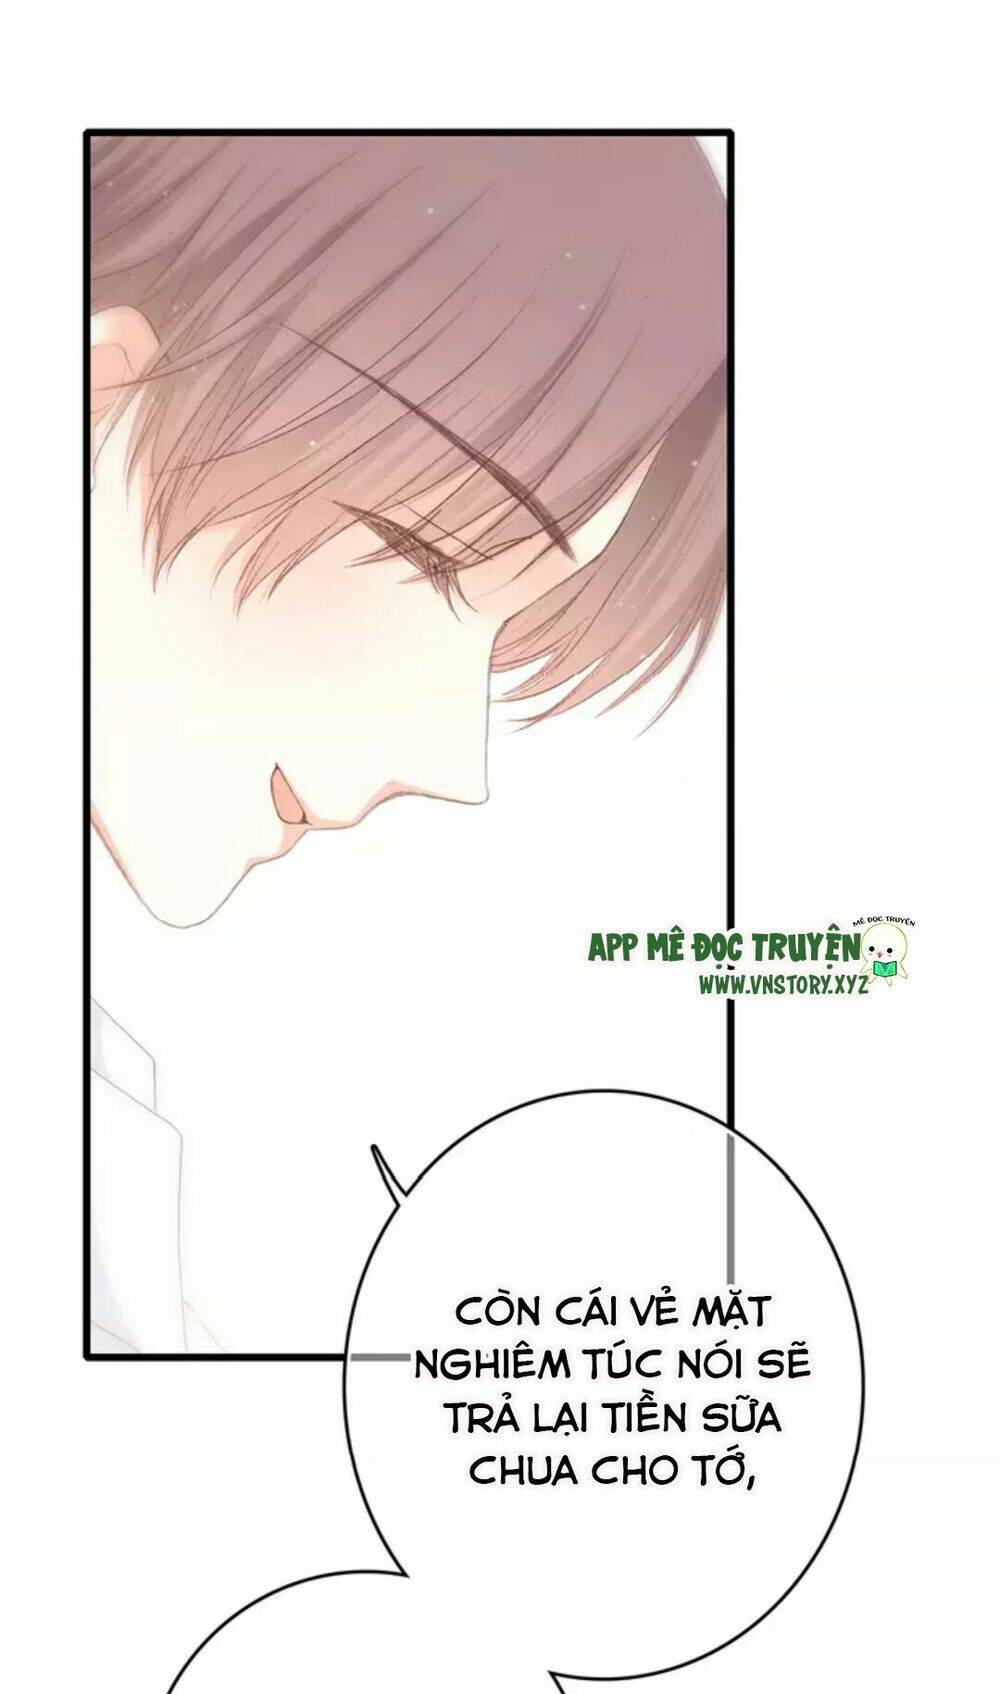 MÊ ĐỌC TRUYỆN
APP MÊ ĐỌC TRUYỆN
WWW.VNSTORY.XYZ
CÒN CÁI VẺ MẶT
NGHIÊM TÚC NÓI SẼ
TRẢ LẠI TIỀN SỮA
CHUA CHO TỚ,